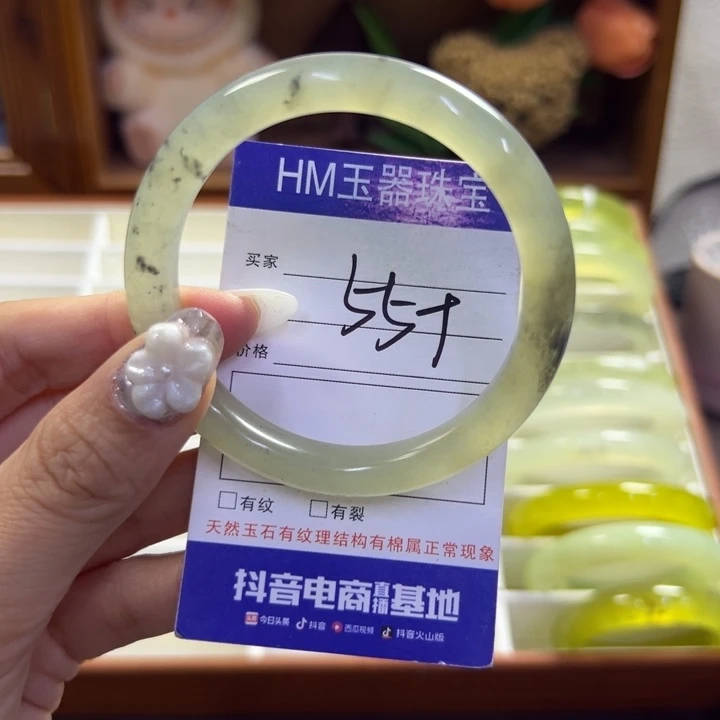 HM玉器珠宝
买家
55+
价格
有纹 有裂
天然玉石有纹理结构有棉属正常现象
抖音电商直播基地
头条 今日头条 抖音 西瓜视频 抖音火山版